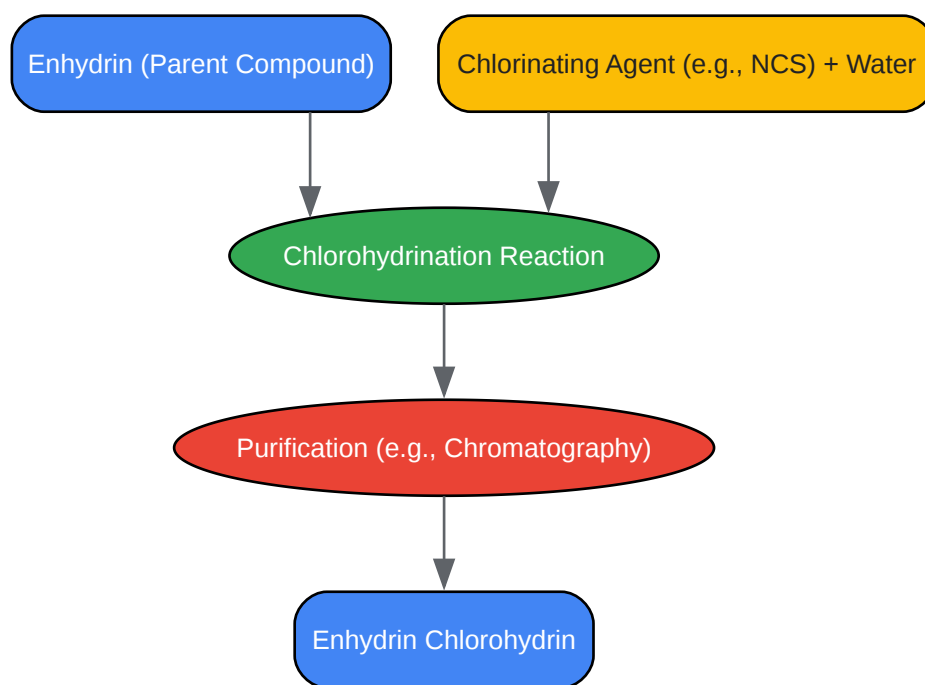 Enhydrin (Parent Compound)
Chlorinating Agent (e.g., NCS) + Water
Chlorohydrination Reaction
Purification (e.g., Chromatography)
Enhydrin Chlorohydrin